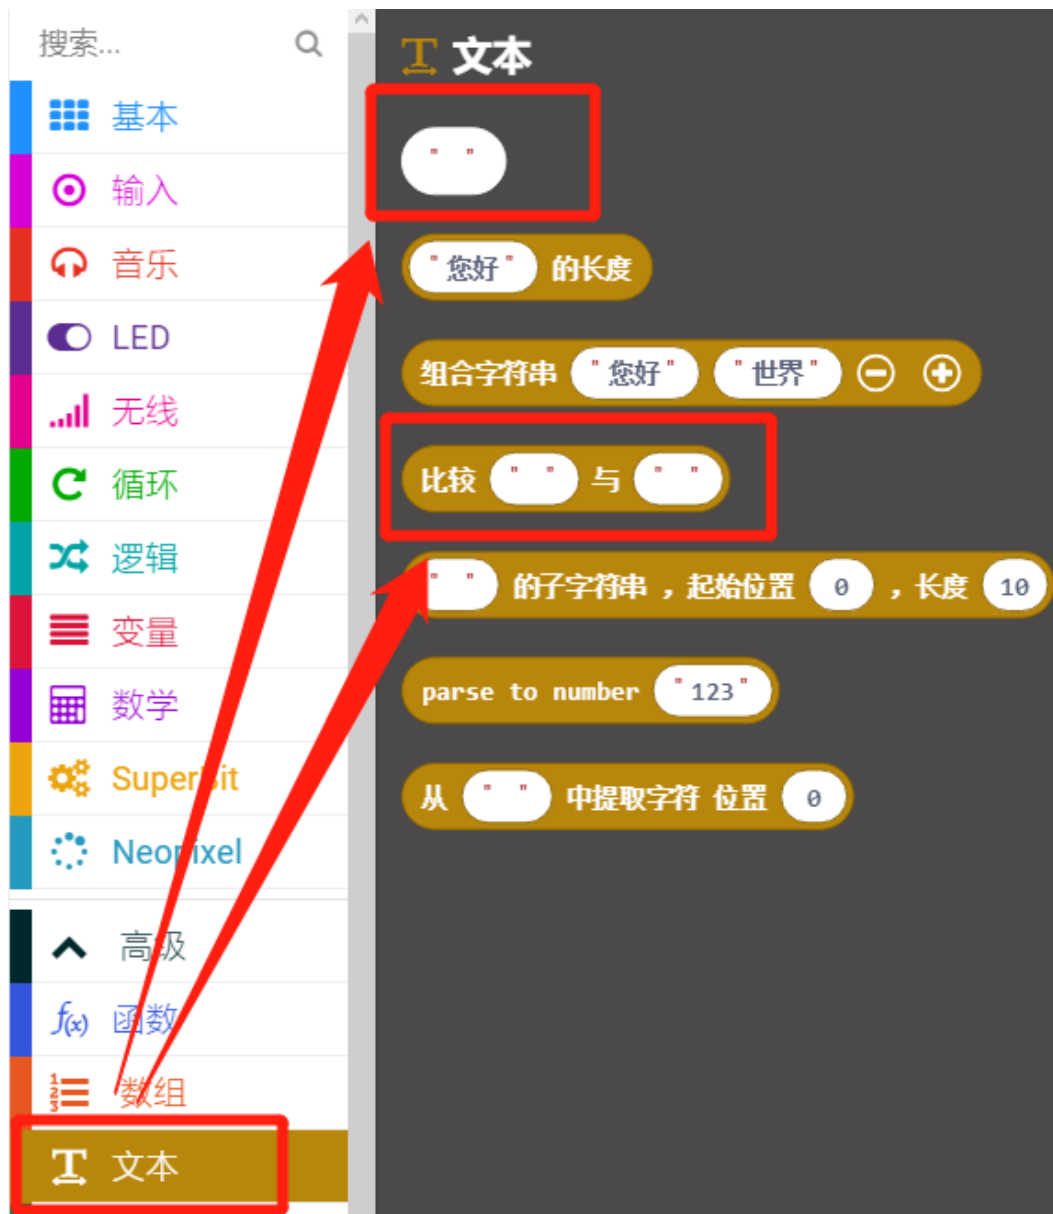 搜索...
基本
输入
音乐
LED
无线
循环
逻辑
变量
数学
SuperBit
Neopixel
高级
f(x) 函数
数组
文本
文本
" "
"您好" 的长度
组合字符串 "您好" "世界"
比较 " " 与 " "
" " 的子字符串 ，起始位置 0 ，长度 10
parse to number "123"
从 " " 中提取字符 位置 0